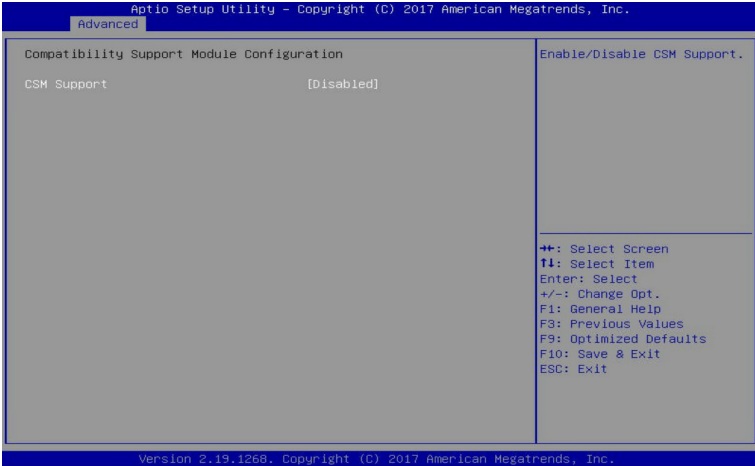 Aptio Setup Utility – Copyright (C) 2017 American Megatrends, Inc.
Advanced
Compatibility Support Module Configuration
CSM Support [Disabled]
Enable/Disable CSM Support.
→←: Select Screen
↑↓: Select Item
Enter: Select
+/-: Change Opt.
F1: General Help
F3: Previous Values
F9: Optimized Defaults
F10: Save & Exit
ESC: Exit
Version 2.19.1268. Copyright (C) 2017 American Megatrends, Inc.